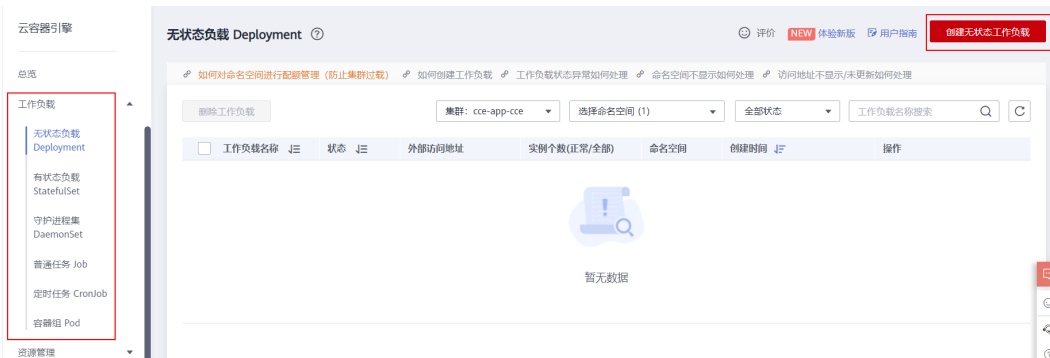 云容器引擎
总览
工作负载
无状态负载
Deployment
有状态负载
StatefulSet
守护进程集
DaemonSet
普通任务 Job
定时任务 CronJob
容器组 Pod
资源管理
无状态负载 Deployment
评价 NEW 体验新版 用户指南 创建无状态工作负载
如何对命名空间进行配额管理（防止集群过载） 如何创建工作负载 工作负载状态异常如何处理 命名空间不显示如何处理 访问地址不显示/未更新如何处理
删除工作负载 集群: cce-app-cce 选择命名空间 (1) 全部状态 工作负载名称搜索
工作负载名称 状态 外部访问地址 实例个数(正常/全部) 命名空间 创建时间 操作
暂无数据